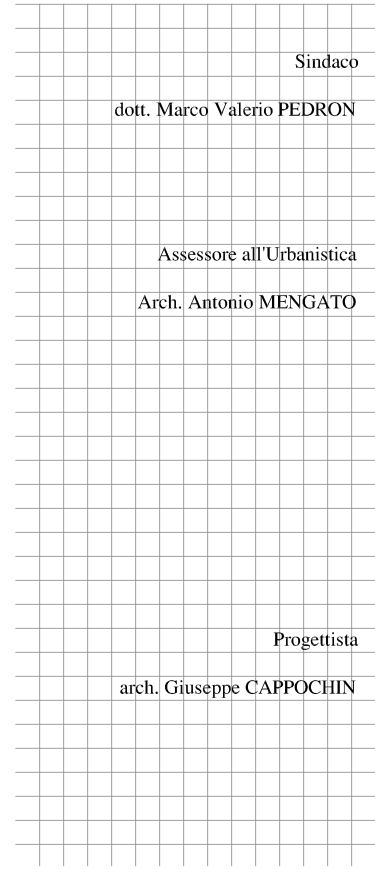 Sindaco
dott. Marco Valerio PEDRON
Assessore all'Urbanistica
Arch. Antonio MENGATO
Progettista
arch. Giuseppe CAPPOCHIN